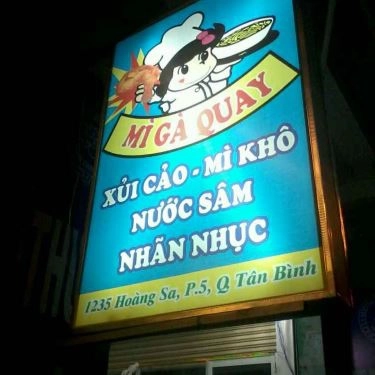 MÌ GÀ QUAY
XỦI CẢO - MÌ KHÔ
NƯỚC SÂM
NHÃN NHỤC
1235 Hoàng Sa, P.5, Q Tân Bình